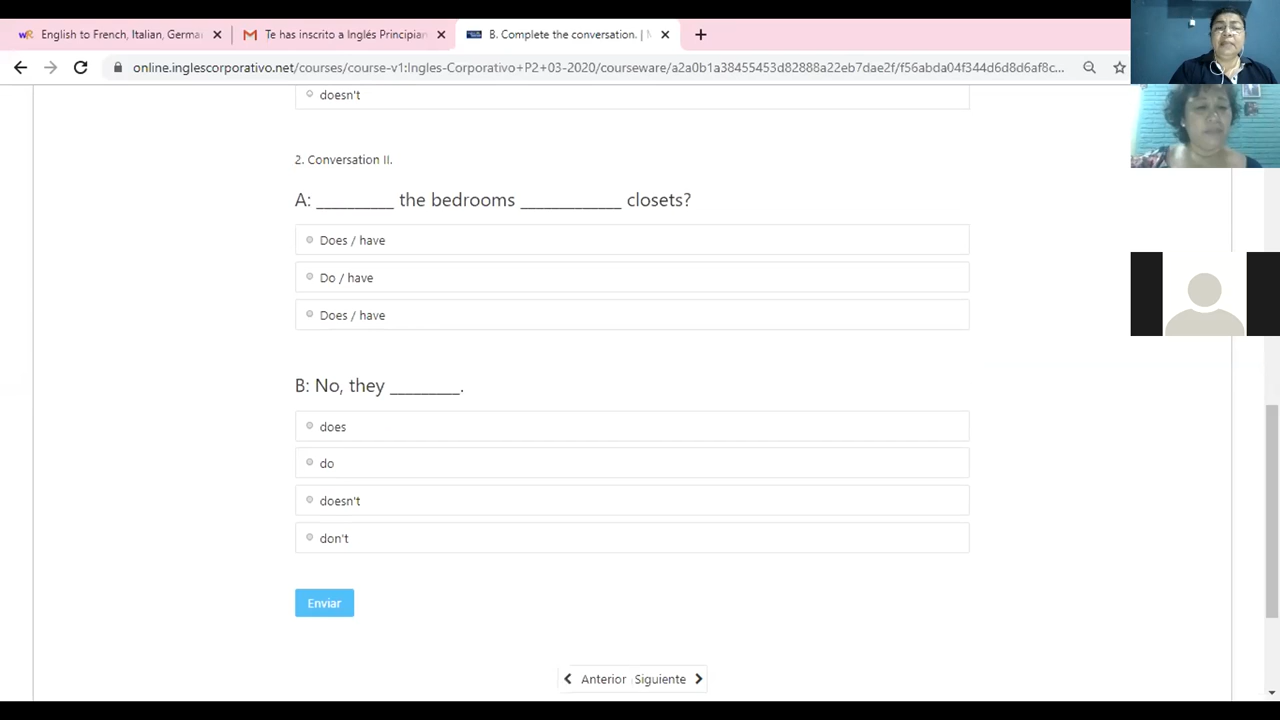 English to French, Italian, Germa
Te has inscrito a Inglés Principian
B. Complete the conversation. | M
online.inglescorporativo.net/courses/course-v1:Ingles-Corporativo+P2+03-2020/courseware/a2a0b1a38455453d82888a22eb7dae2f/f56abda04f344d6d8d6af8c...
doesn't
2. Conversation II.
A: __________ the bedrooms _____________ closets?
Does / have
Do / have
Does / have
B: No, they _________.
does
do
doesn't
don't
Enviar
Anterior Siguiente